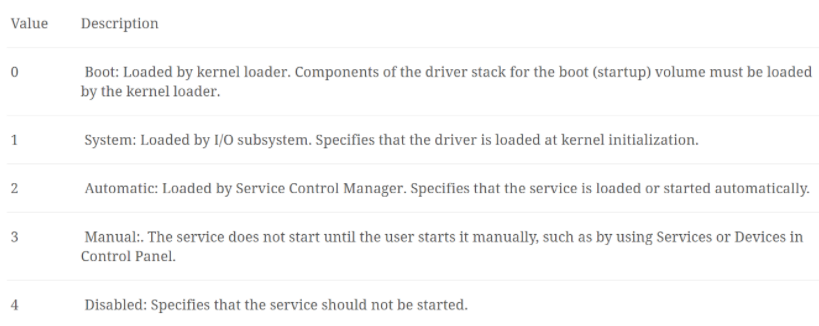 Value Description
0 Boot: Loaded by kernel loader. Components of the driver stack for the boot (startup) volume must be loaded
by the kernel loader.
1 System: Loaded by I/O subsystem. Specifies that the driver is loaded at kernel initialization.
2 Automatic: Loaded by Service Control Manager. Specifies that the service is loaded or started automatically.
3 Manual:. The service does not start until the user starts it manually, such as by using Services or Devices in
Control Panel.
4 Disabled: Specifies that the service should not be started.